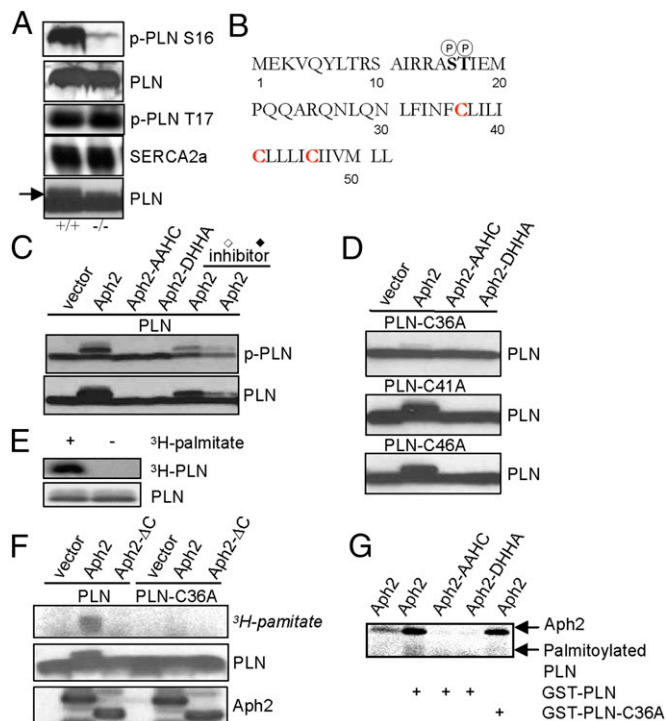 A
p-PLN S16
PLN
p-PLN T17
SERCA2a
PLN
+/+ -/-
B
P P
MEKVQYLTRS AIRRASTIEM
1 10 20
PQQARQNLQN LFINFCLILI
30 40
CLLLICIIVM LL
50
C
vector Aph2 Aph2-AAHC Aph2-DHHA Aph2 Aph2
inhibitor
PLN
p-PLN
PLN
D
vector Aph2 Aph2-AAHC Aph2-DHHA
PLN-C36A
PLN
PLN-C41A
PLN
PLN-C46A
PLN
E
+ - ³H-palmitate
³H-PLN
PLN
F
vector Aph2 Aph2-ΔC vector Aph2 Aph2-ΔC
PLN PLN-C36A
³H-pamitate
PLN
Aph2
G
Aph2 Aph2 Aph2-AAHC Aph2-DHHA Aph2
Aph2
Palmitoylated
PLN
+ + + GST-PLN
+ GST-PLN-C36A